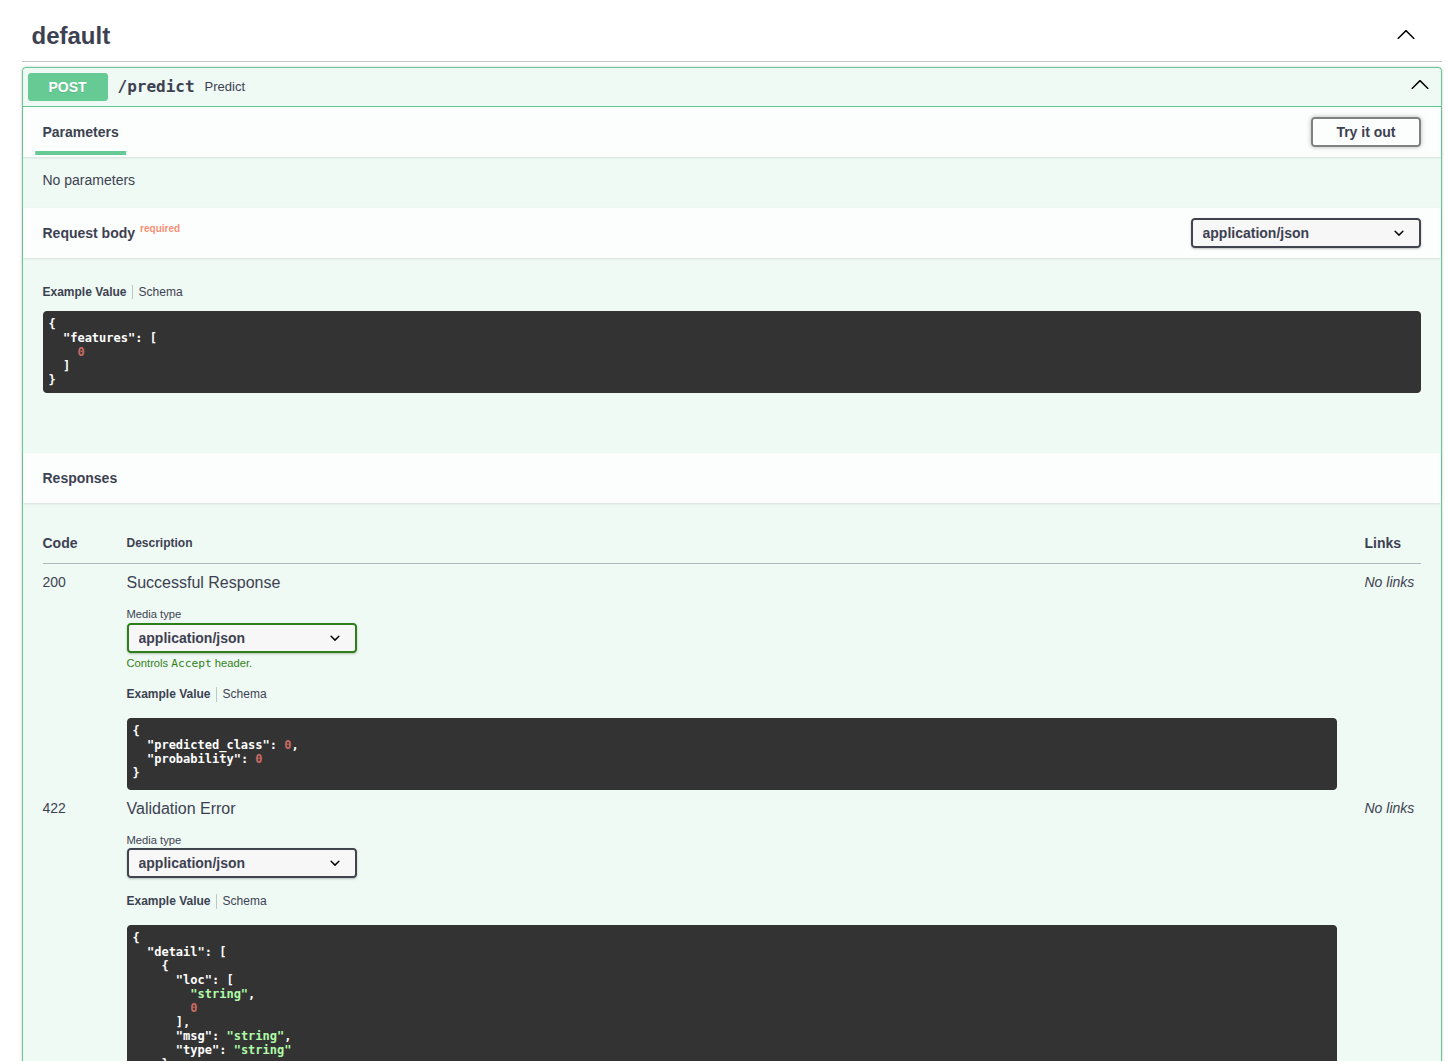 default
POST /predict Predict
Parameters Try it out
No parameters
Request body required application/json
Example Value Schema
{
  "features": [
    0
  ]
}
Responses
Code Description Links
200 Successful Response No links
Media type
application/json
Controls Accept header.
Example Value Schema
{
  "predicted_class": 0,
  "probability": 0
}
422 Validation Error No links
Media type
application/json
Example Value Schema
{
  "detail": [
    {
      "loc": [
        "string",
        0
      ],
      "msg": "string",
      "type": "string"
    }